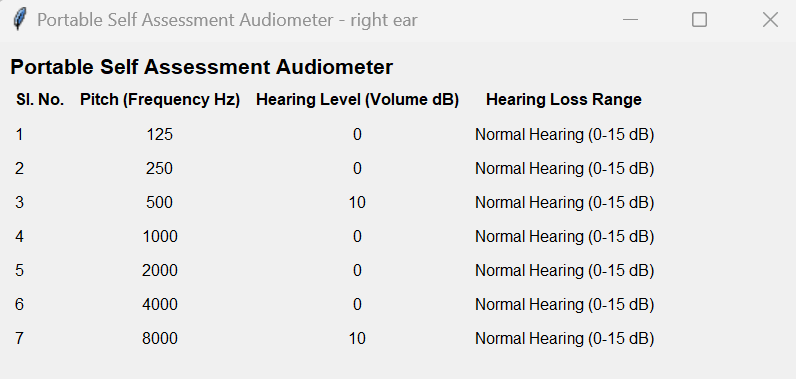 Portable Self Assessment Audiometer - right ear
Portable Self Assessment Audiometer
Sl. No. Pitch (Frequency Hz) Hearing Level (Volume dB) Hearing Loss Range
1 125 0 Normal Hearing (0-15 dB)
2 250 0 Normal Hearing (0-15 dB)
3 500 10 Normal Hearing (0-15 dB)
4 1000 0 Normal Hearing (0-15 dB)
5 2000 0 Normal Hearing (0-15 dB)
6 4000 0 Normal Hearing (0-15 dB)
7 8000 10 Normal Hearing (0-15 dB)